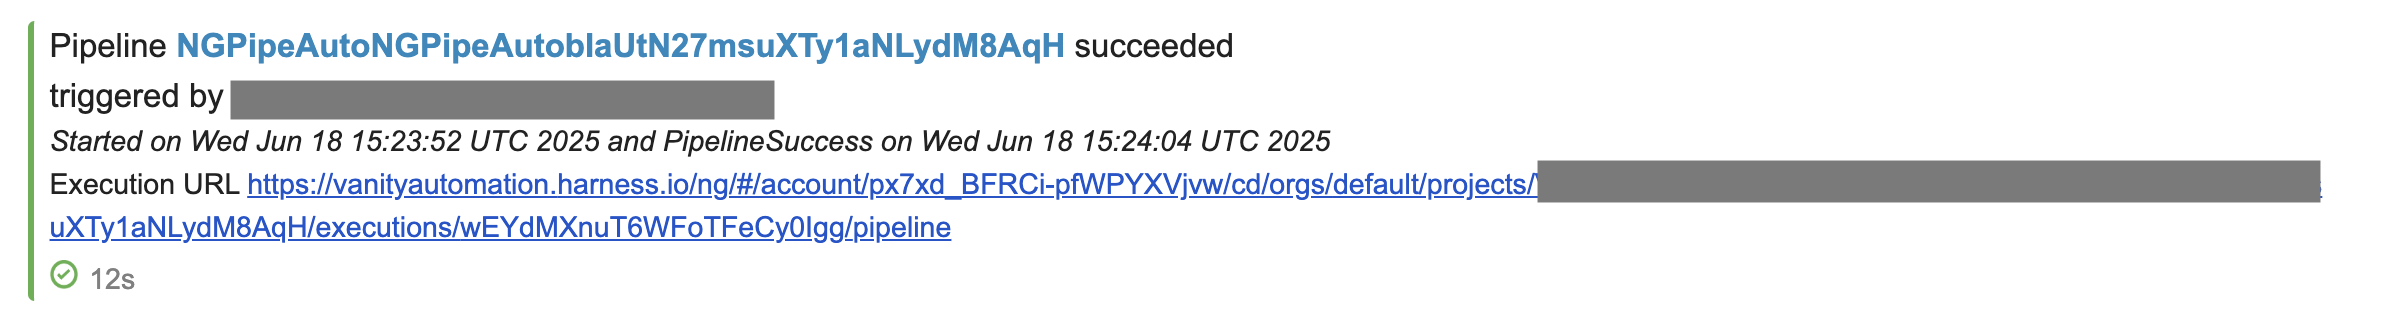 Pipeline NGPipeAutoNGPipeAutoblaUtN27msuXTy1aNLydM8AqH succeeded
triggered by
Started on Wed Jun 18 15:23:52 UTC 2025 and PipelineSuccess on Wed Jun 18 15:24:04 UTC 2025
Execution URL https://vanityautomation.harness.io/ng/#/account/px7xd_BFRCi-pfWPYXVjvw/cd/orgs/default/projects/
uXTy1aNLydM8AqH/executions/wEYdMXnuT6WFoTFeCy0Igg/pipeline
12s